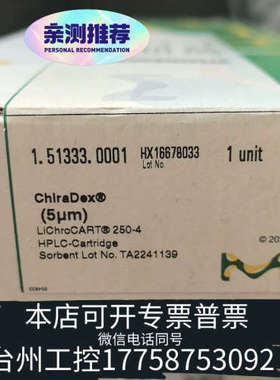 亲测推荐
PERSONAL RECOMMENDATION
1.51333.0001
HX16678033
1 unit
Lot No.
ChiraDex®
(5µm)
LiChroCART® 250-4
HPLC-Cartridge
Sorbent Lot No. TA2241139
© 20
本店可开专票普票
微信电话同号
台州工控17758753092